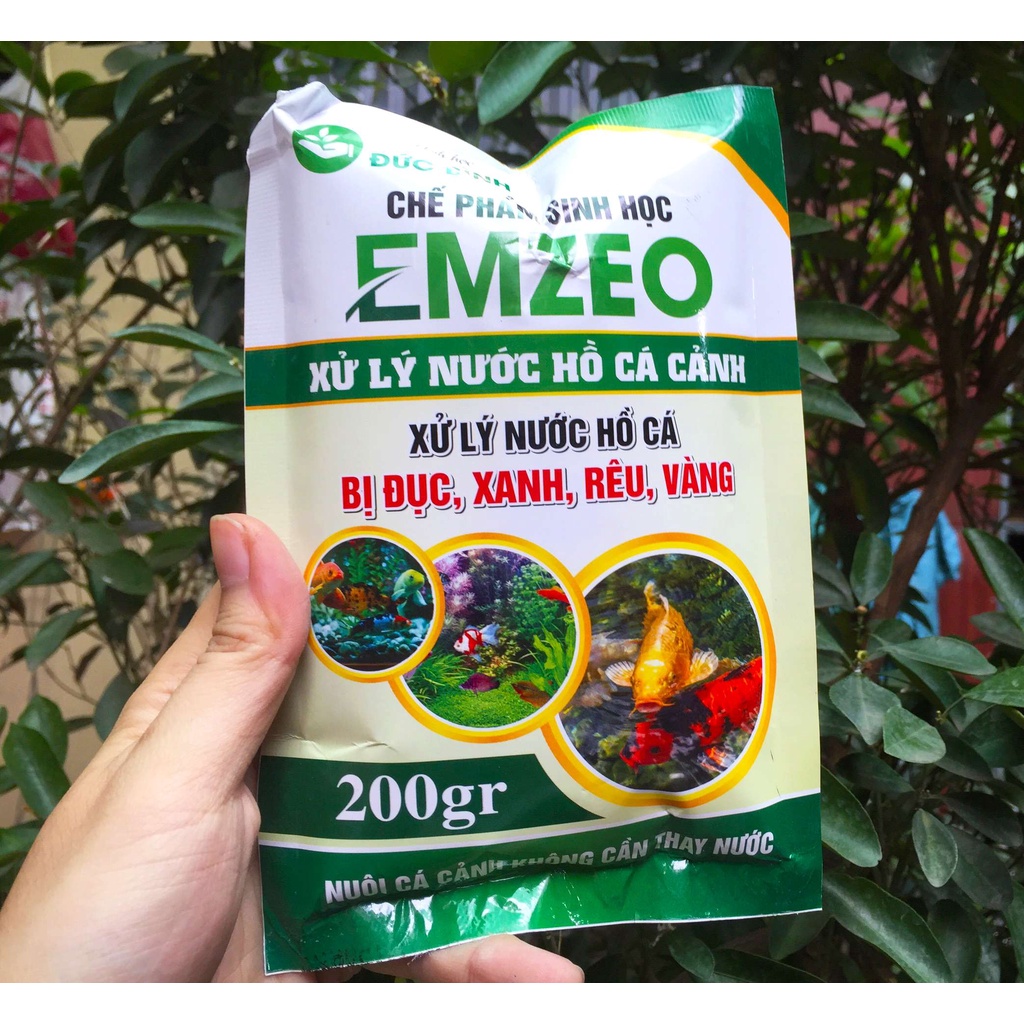 ĐỨC BÌNH
CHẾ PHẨM SINH HỌC
EMZEO
XỬ LÝ NƯỚC HỒ CÁ CẢNH
XỬ LÝ NƯỚC HỒ CÁ
BỊ ĐỤC, XANH, RÊU, VÀNG
200gr
NUÔI CÁ CẢNH KHÔNG CẦN THAY NƯỚC